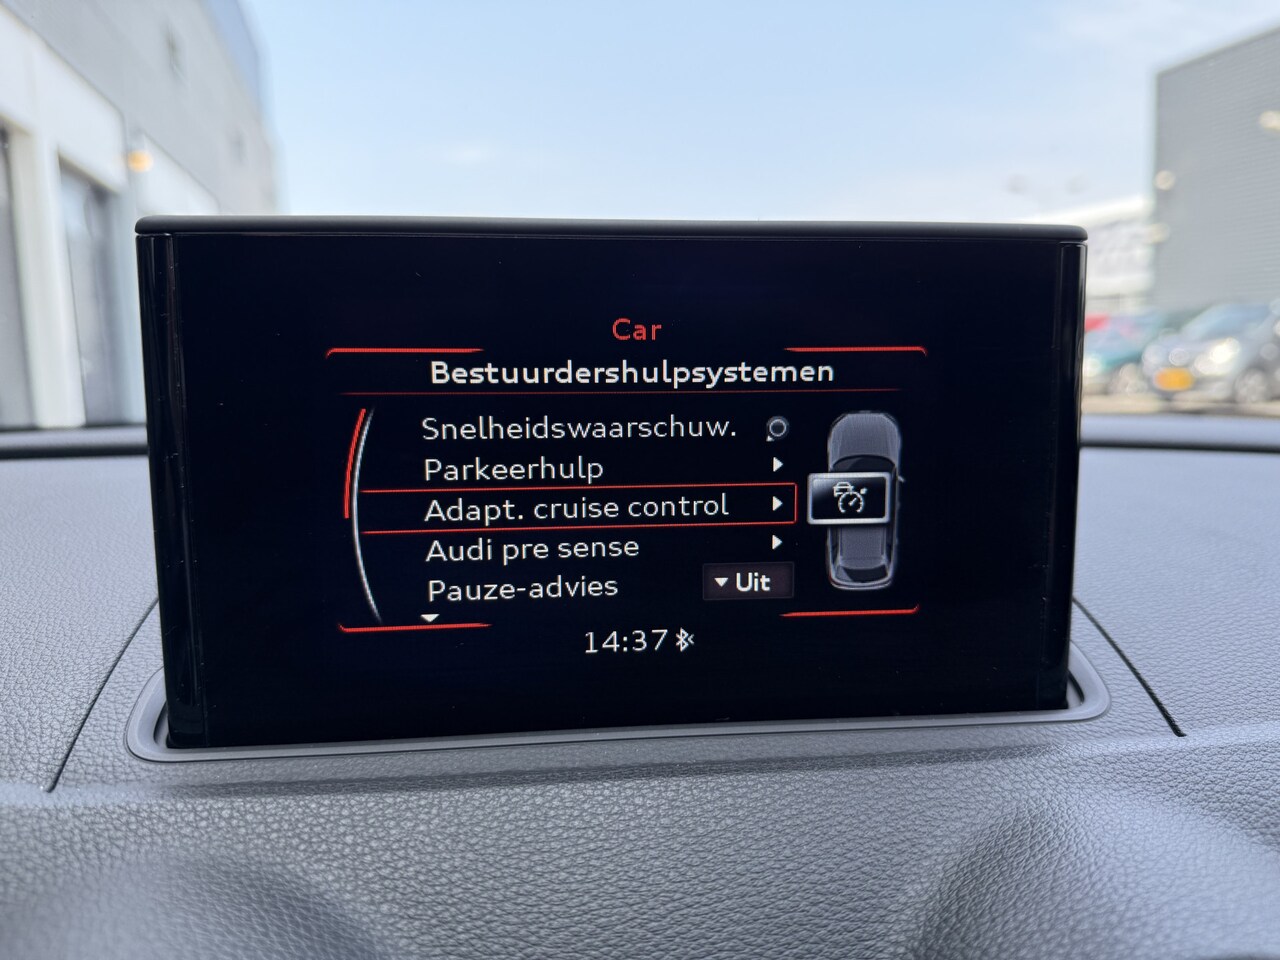 Car
Bestuurdershulpsystemen
Snelheidswaarschuw.
Parkeerhulp
Adapt. cruise control
Audi pre sense
Pauze-advies
Uit
14:37